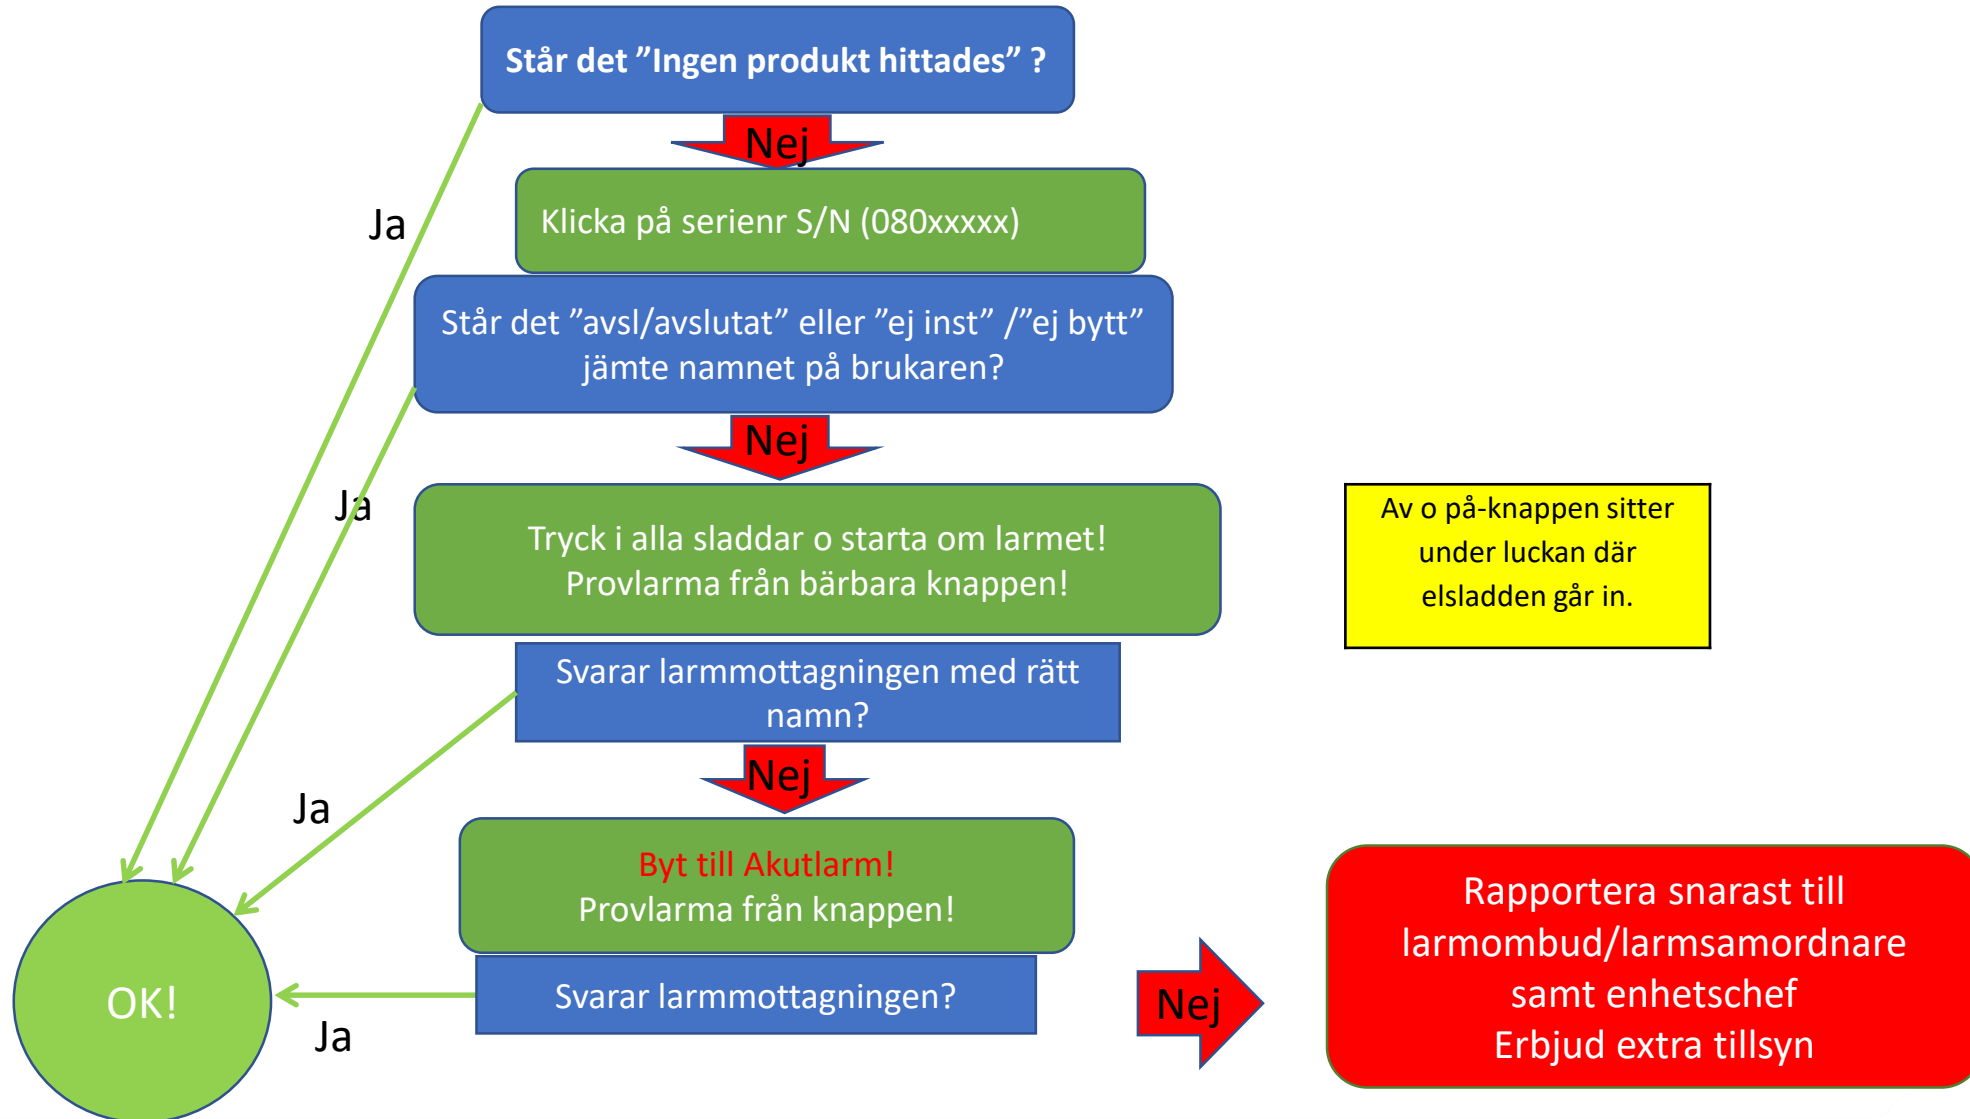 Står det ”Ingen produkt hittades” ?
Nej
Ja
Klicka på serienr S/N (080xxxxx)
Står det ”avsl/avslutat” eller ”ej inst” /”ej bytt”
jämte namnet på brukaren?
Nej
Ja
Tryck i alla sladdar o starta om larmet!
Provlarma från bärbara knappen!
Av o på-knappen sitter
under luckan där
elsladden går in.
Svarar larmmottagningen med rätt
namn?
Nej
Ja
Byt till Akutlarm!
Provlarma från knappen!
Svarar larmmottagningen?
Ja
OK!
Nej
Rapportera snarast till
larmombud/larmsamordnare
samt enhetschef
Erbjud extra tillsyn